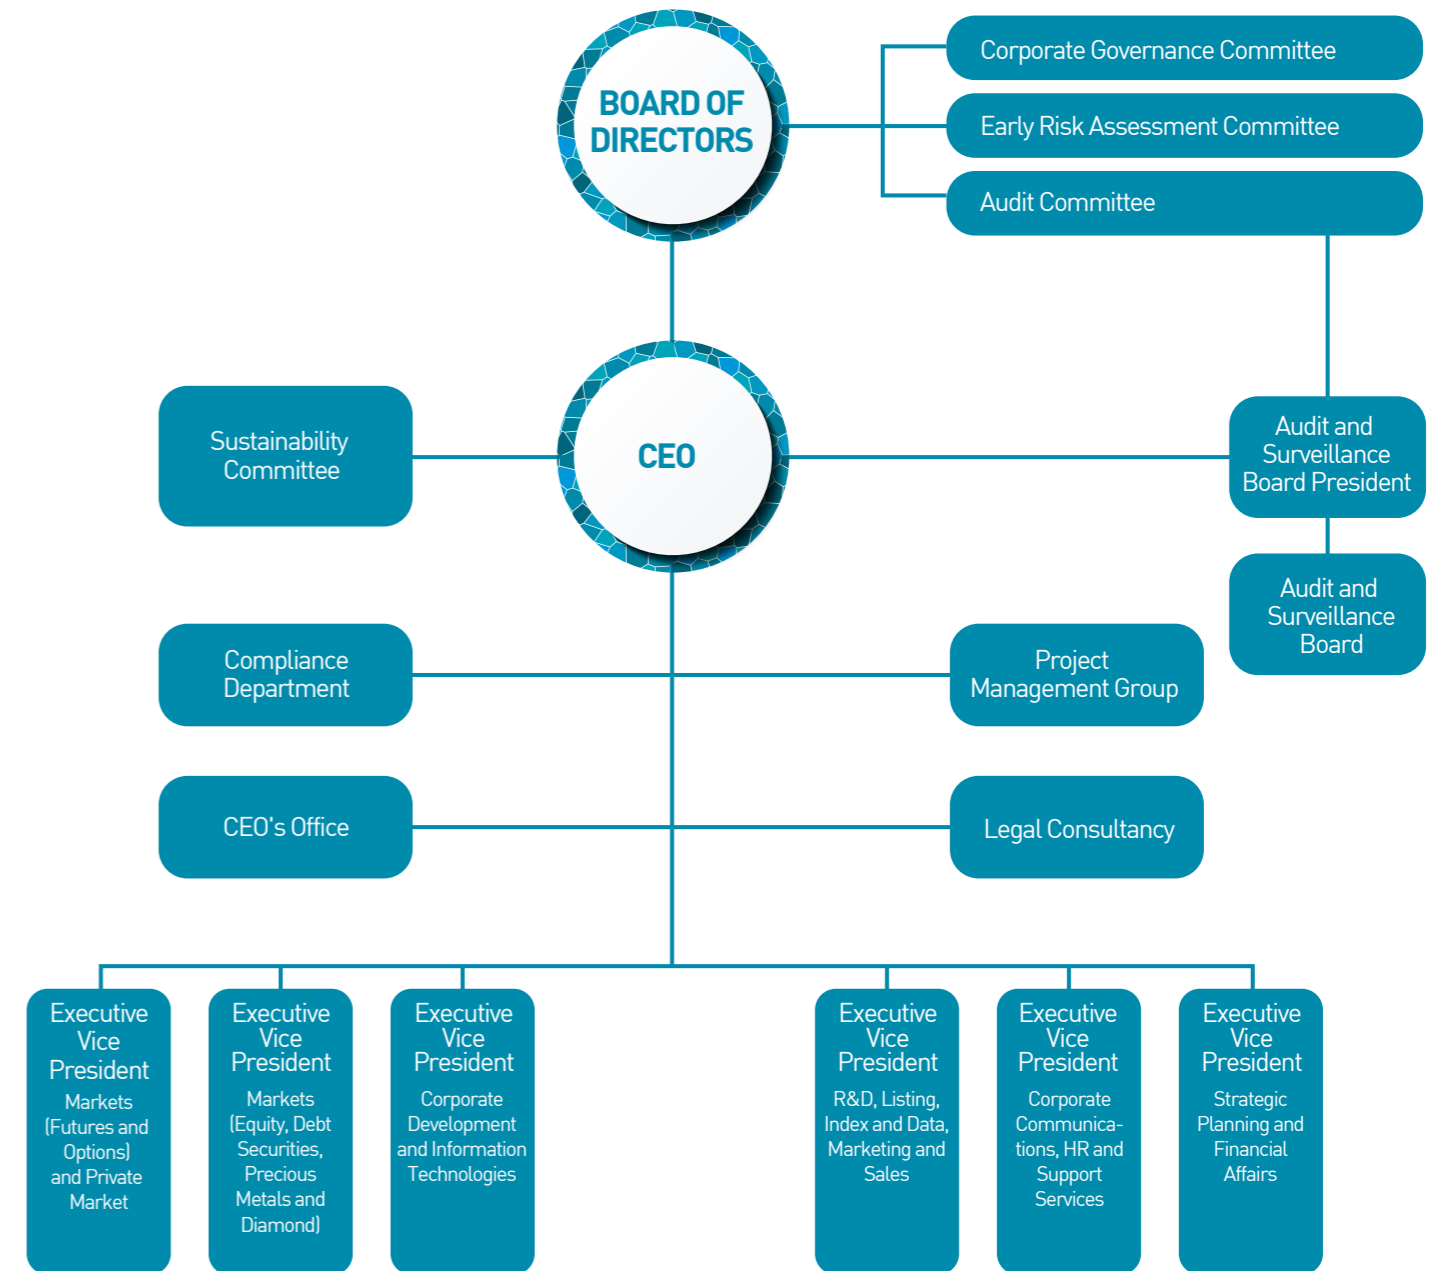 BOARD OF
DIRECTORS
Corporate Governance Committee
Early Risk Assessment Committee
Audit Committee
Sustainability
Committee
CEO
Audit and
Surveillance
Board President
Audit and
Surveillance
Board
Compliance
Department
Project
Management Group
CEO's Office
Legal Consultancy
Executive
Vice
President
Markets
(Futures and
Options)
and Private
Market
Executive
Vice
President
Markets
(Equity, Debt
Securities,
Precious
Metals and
Diamond)
Executive
Vice
President
Corporate
Development
and Information
Technologies
Executive
Vice
President
R&D, Listing,
Index and Data,
Marketing and
Sales
Executive
Vice
President
Corporate
Communica-
tions, HR and
Support
Services
Executive
Vice
President
Strategic
Planning and
Financial
Affairs